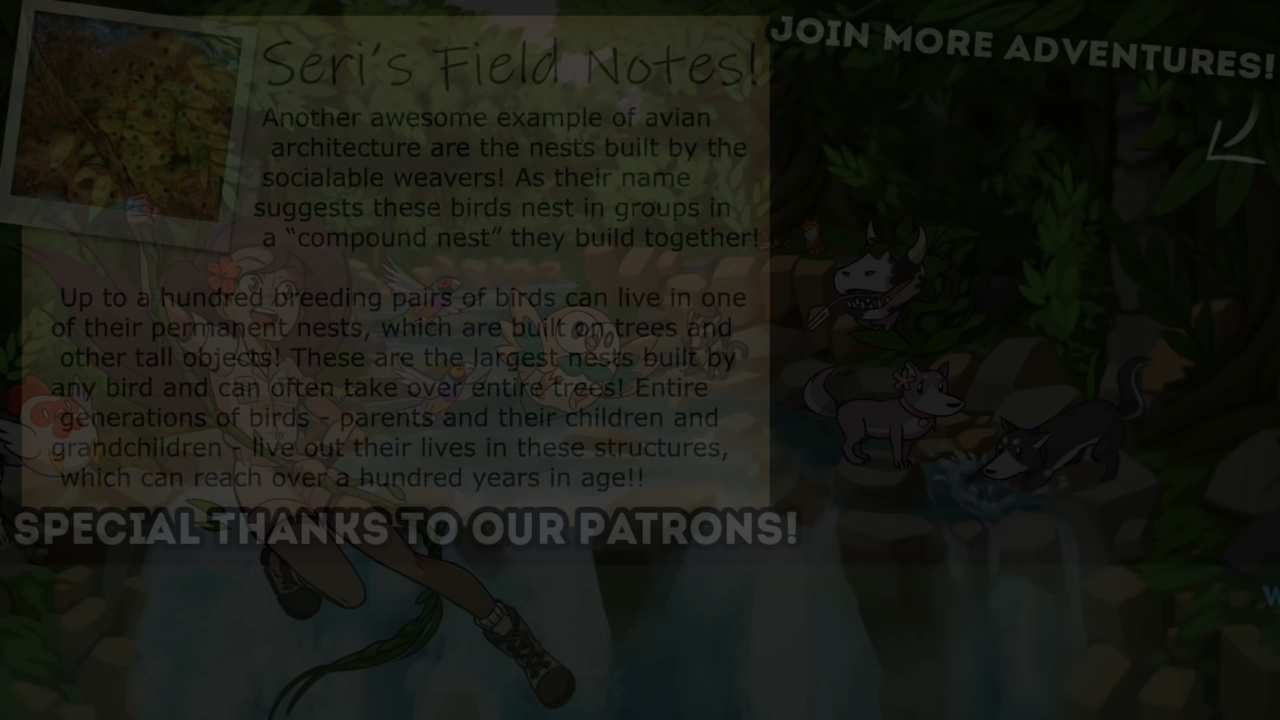 Seri's Field Notes!
Another awesome example of avian
architecture are the nests built by the
socialable weavers! As their name
suggests these birds nest in groups in
a “compound nest” they build together!
Up to a hundred breeding pairs of birds can live in one
of their permanent nests, which are built on trees and
other tall objects! These are the largest nests built by
any bird and can often take over entire trees! Entire
generations of birds - parents and their children and
grandchildren - live out their lives in these structures,
which can reach over a hundred years in age!!
JOIN MORE ADVENTURES!
SPECIAL THANKS TO OUR PATRONS!